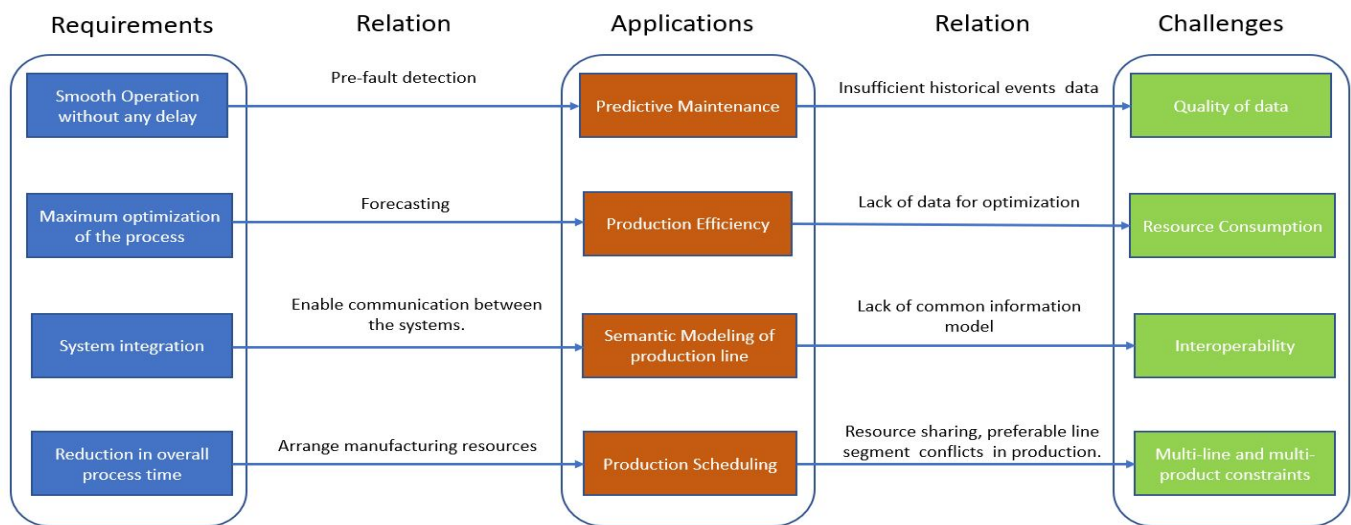 Requirements
Relation
Applications
Relation
Challenges
Smooth Operation
without any delay
Pre-fault detection
Predictive Maintenance
Insufficient historical events data
Quality of data
Maximum optimization
of the process
Forecasting
Production Efficiency
Lack of data for optimization
Resource Consumption
System integration
Enable communication between
the systems.
Semantic Modeling of
production line
Lack of common information
model
Interoperability
Reduction in overall
process time
Arrange manufacturing resources
Production Scheduling
Resource sharing, preferable line
segment conflicts in production.
Multi-line and multi-
product constraints